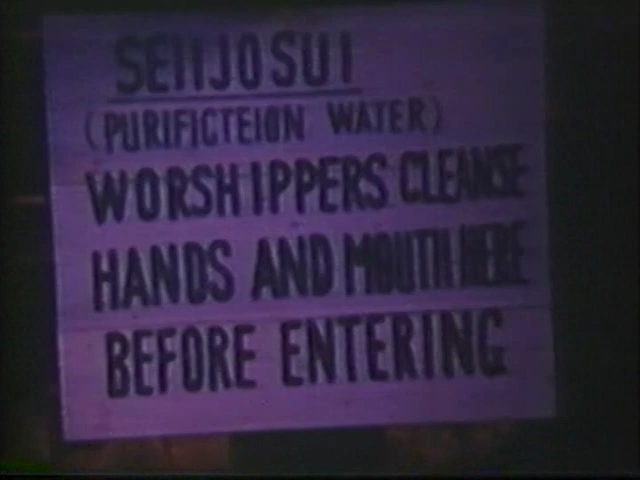 SEIIJOSUI
(PURIFICTEION WATER)
WORSHIPPERS CLEANSE
HANDS AND MOUTH HERE
BEFORE ENTERING